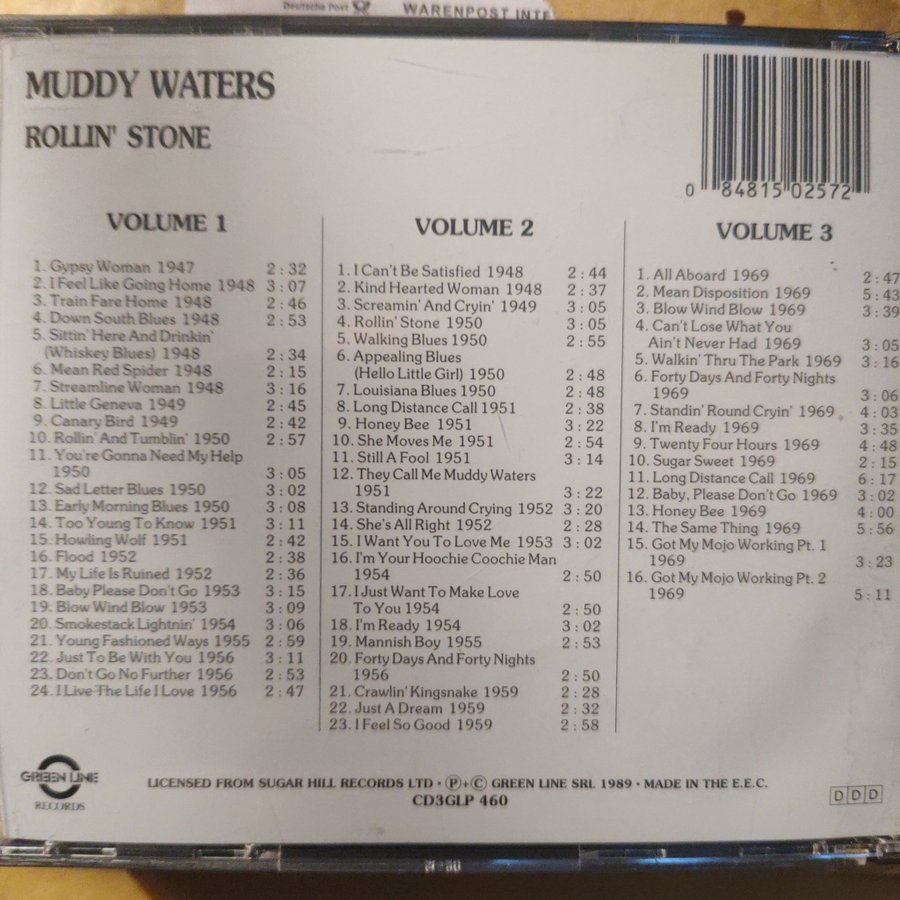 Deutsche Post WARENPOST INTE
MUDDY WATERS
ROLLIN' STONE
0 84815 02572
VOLUME 1
1. Gypsy Woman 1947 2 : 32
2. I Feel Like Going Home 1948 3 : 07
3. Train Fare Home 1948 2 : 46
4. Down South Blues 1948 2 : 53
5. Sittin' Here And Drinkin'
(Whiskey Blues) 1948 2 : 34
6. Mean Red Spider 1948 2 : 15
7. Streamline Woman 1948 3 : 16
8. Little Geneva 1949 2 : 45
9. Canary Bird 1949 2 : 42
10. Rollin' And Tumblin' 1950 2 : 57
11. You're Gonna Need My Help
1950 3 : 05
12. Sad Letter Blues 1950 3 : 02
13. Early Morning Blues 1950 3 : 08
14. Too Young To Know 1951 3 : 11
15. Howling Wolf 1951 2 : 42
16. Flood 1952 2 : 38
17. My Life Is Ruined 1952 2 : 36
18. Baby Please Don't Go 1953 3 : 15
19. Blow Wind Blow 1953 3 : 09
20. Smokestack Lightnin' 1954 3 : 06
21. Young Fashioned Ways 1955 2 : 59
22. Just To Be With You 1956 3 : 11
23. Don't Go No Further 1956 2 : 53
24. I Live The Life I Love 1956 2 : 47
VOLUME 2
1. I Can't Be Satisfied 1948 2 : 44
2. Kind Hearted Woman 1948 2 : 37
3. Screamin' And Cryin' 1949 3 : 05
4. Rollin' Stone 1950 3 : 05
5. Walking Blues 1950 2 : 55
6. Appealing Blues
(Hello Little Girl) 1950 2 : 48
7. Louisiana Blues 1950 2 : 48
8. Long Distance Call 1951 2 : 38
9. Honey Bee 1951 3 : 22
10. She Moves Me 1951 2 : 54
11. Still A Fool 1951 3 : 14
12. They Call Me Muddy Waters
1951 3 : 22
13. Standing Around Crying 1952 3 : 20
14. She's All Right 1952 2 : 28
15. I Want You To Love Me 1953 3 : 02
16. I'm Your Hoochie Coochie Man
1954 2 : 50
17. I Just Want To Make Love
To You 1954 2 : 50
18. I'm Ready 1954 3 : 02
19. Mannish Boy 1955 2 : 53
20. Forty Days And Forty Nights
1956 2 : 50
21. Crawlin' Kingsnake 1959 2 : 28
22. Just A Dream 1959 2 : 32
23. I Feel So Good 1959 2 : 58
VOLUME 3
1. All Aboard 1969 2 : 47
2. Mean Disposition 1969 5 : 43
3. Blow Wind Blow 1969 3 : 39
4. Can't Lose What You
Ain't Never Had 1969 3 : 05
5. Walkin' Thru The Park 1969 3 : 16
6. Forty Days And Forty Nights
1969 3 : 06
7. Standin' Round Cryin' 1969 4 : 03
8. I'm Ready 1969 3 : 35
9. Twenty Four Hours 1969 4 : 48
10. Sugar Sweet 1969 2 : 15
11. Long Distance Call 1969 6 : 17
12. Baby, Please Don't Go 1969 3 : 02
13. Honey Bee 1969 4 : 00
14. The Same Thing 1969 5 : 56
15. Got My Mojo Working Pt. 1
1969 3 : 23
16. Got My Mojo Working Pt. 2
1969 5 : 11
GREEN LINE
RECORDS
LICENSED FROM SUGAR HILL RECORDS LTD · Ⓟ+Ⓒ GREEN LINE SRL 1989 · MADE IN THE E.E.C.
CD3GLP 460
DDD